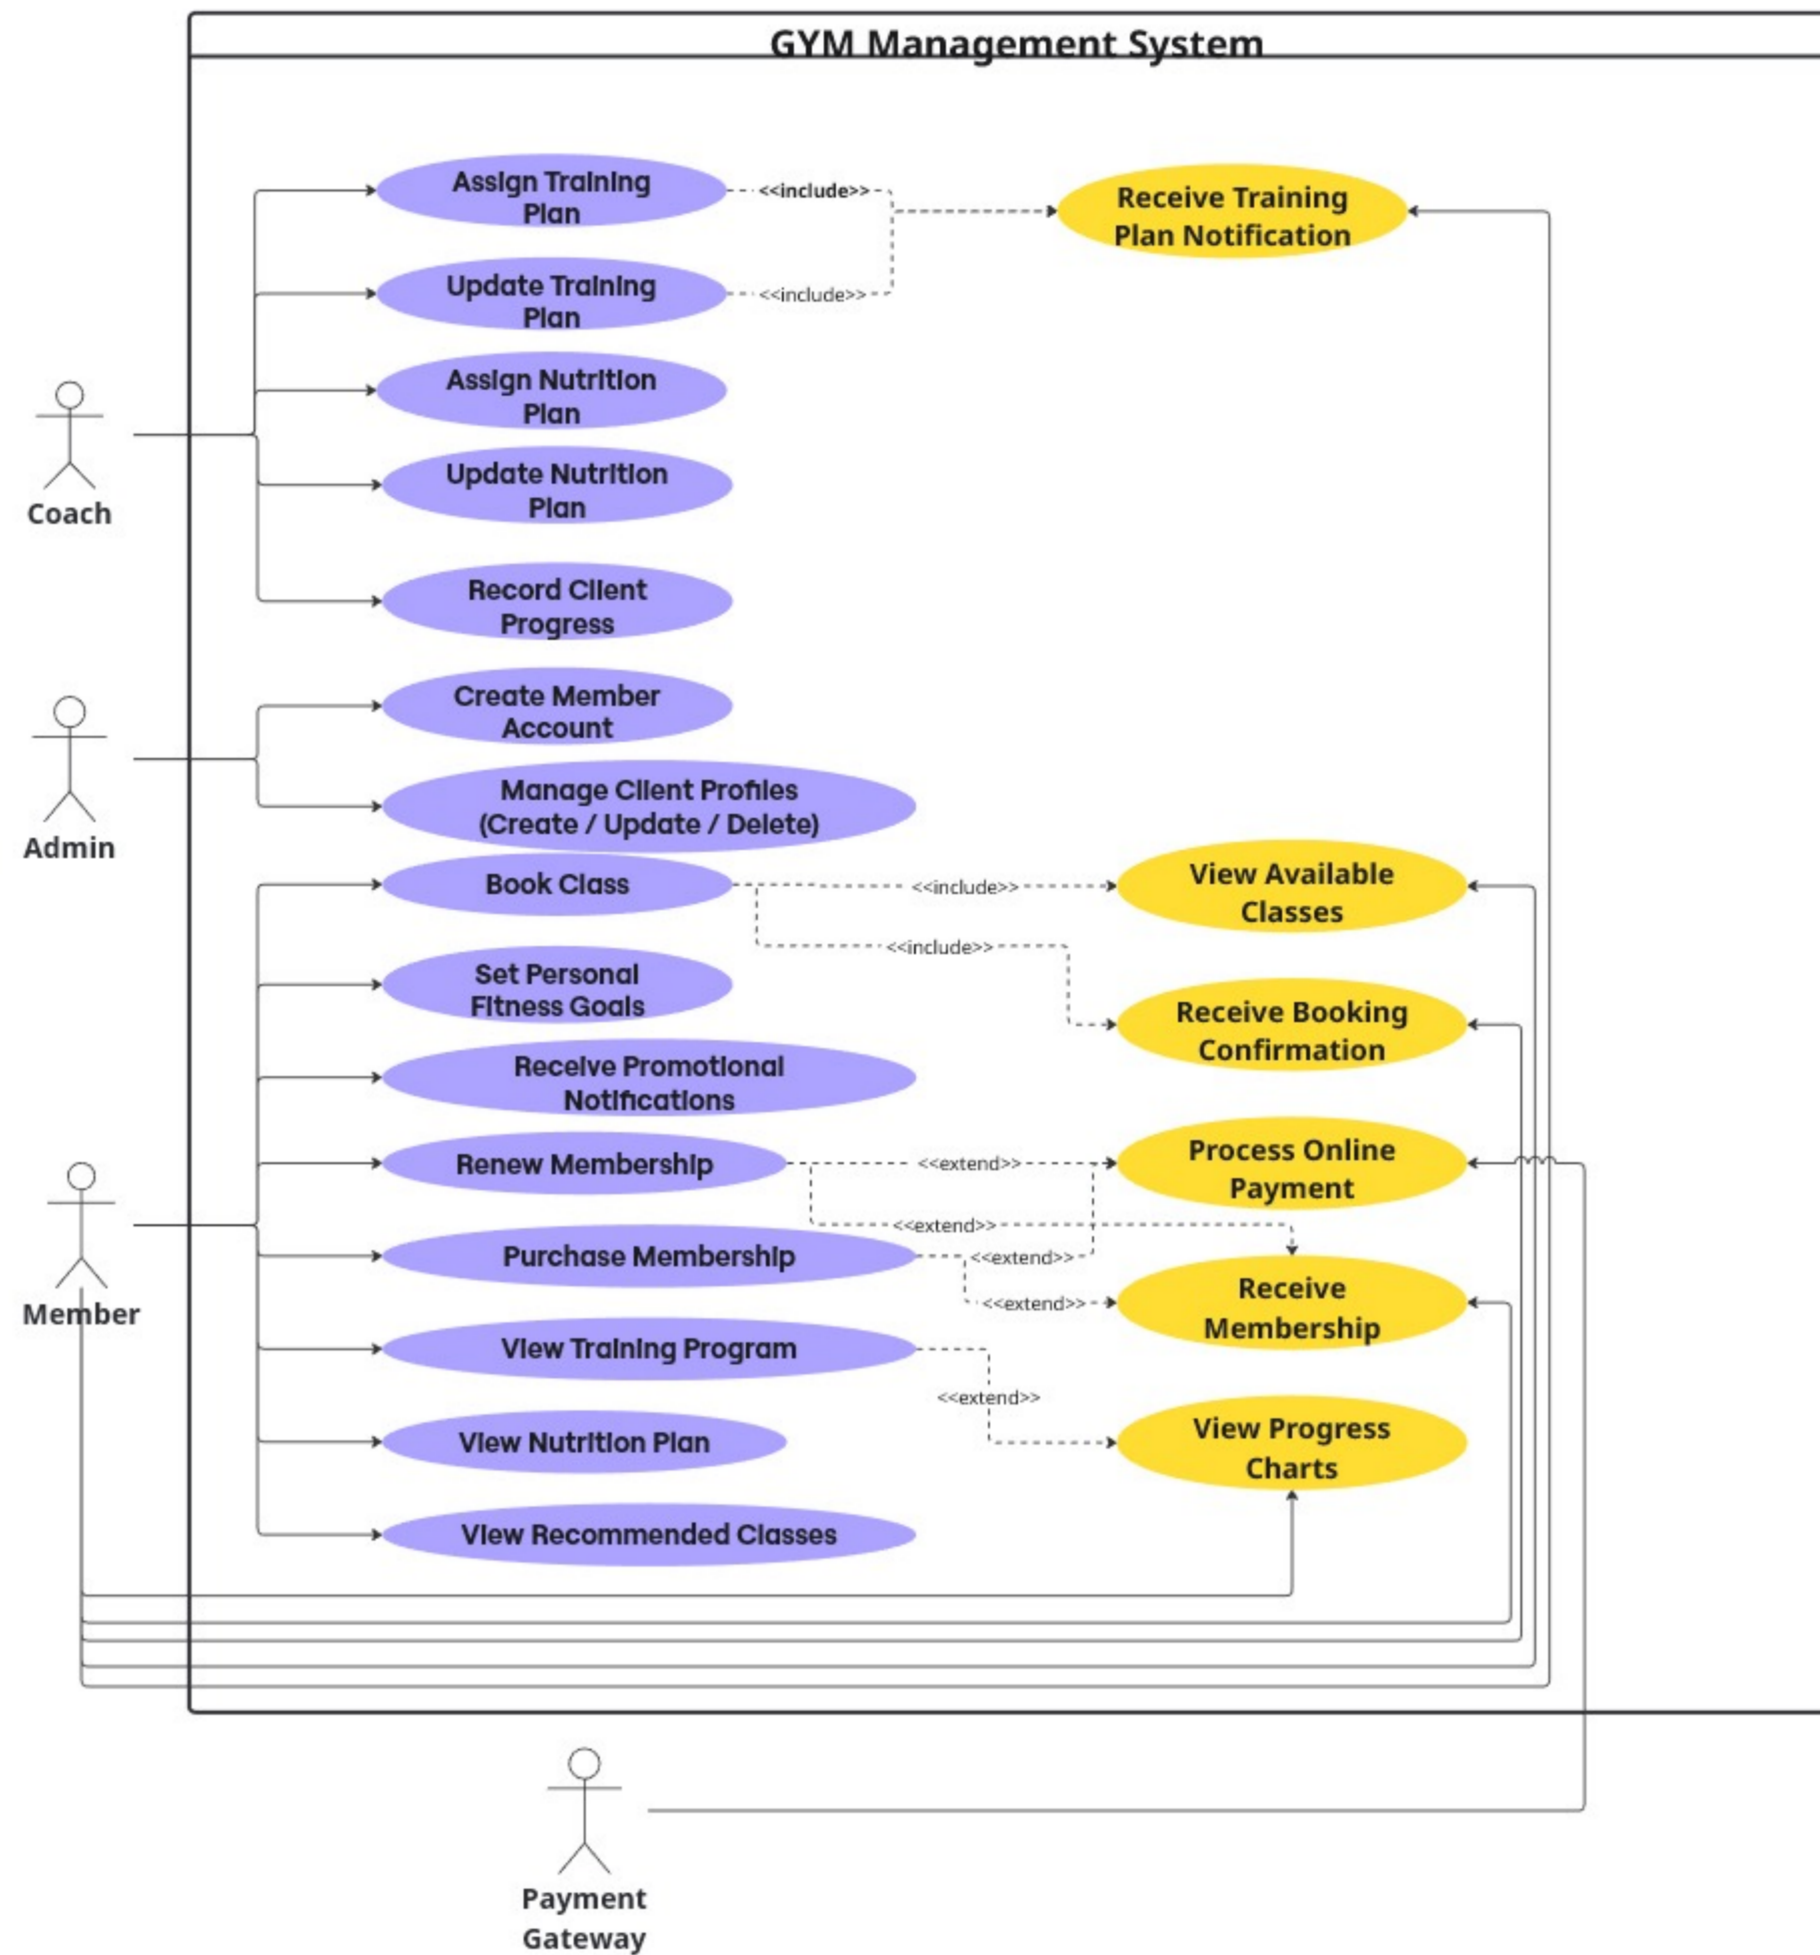 GYM Management System
Assign Training
Plan
<<include>>
Receive Training
Plan Notification
Update Training
Plan
<<include>>
Assign Nutrition
Plan
Update Nutrition
Plan
Coach
Record Client
Progress
Create Member
Account
Manage Client Profiles
(Create / Update / Delete)
Admin
Book Class
<<include>>
View Available
Classes
<<include>>
Set Personal
Fitness Goals
Receive Booking
Confirmation
Receive Promotional
Notifications
Renew Membership
<<extend>>
Process Online
Payment
<<extend>>
Purchase Membership
<<extend>>
<<extend>>
Receive
Membership
Member
View Training Program
<<extend>>
View Progress
Charts
View Nutrition Plan
View Recommended Classes
Payment
Gateway